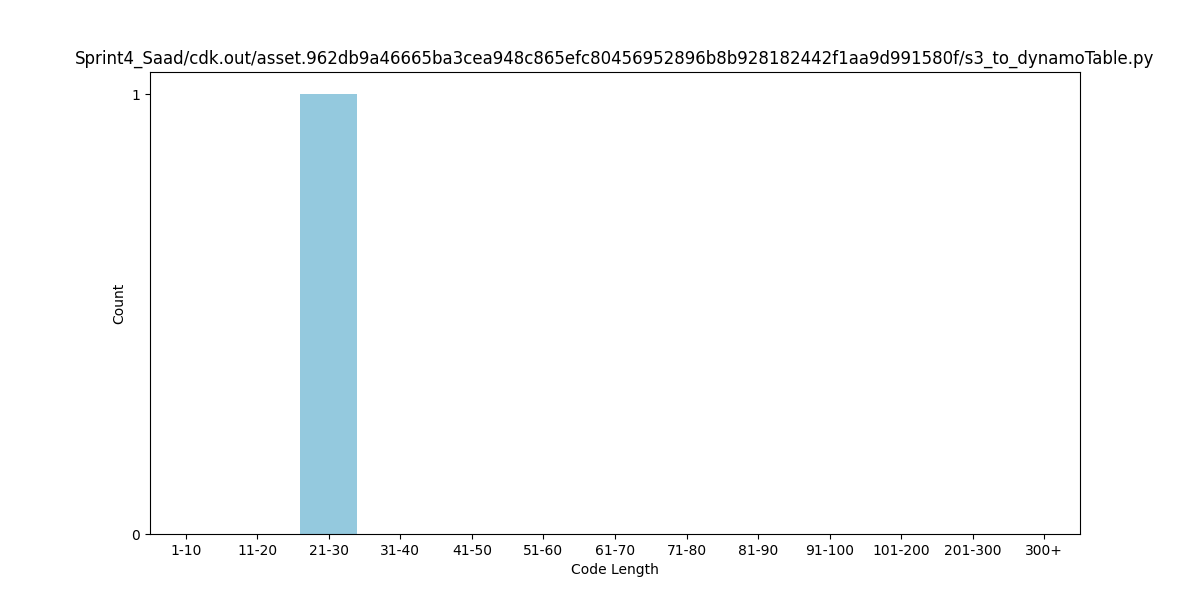 Sprint4_Saad/cdk.out/asset.962db9a46665ba3cea948c865efc80456952896b8b928182442f1aa9d991580f/s3_to_dynamoTable.py
1
Count
0
1-10 11-20 21-30 31-40 41-50 51-60 61-70 71-80 81-90 91-100 101-200 201-300 300+
Code Length